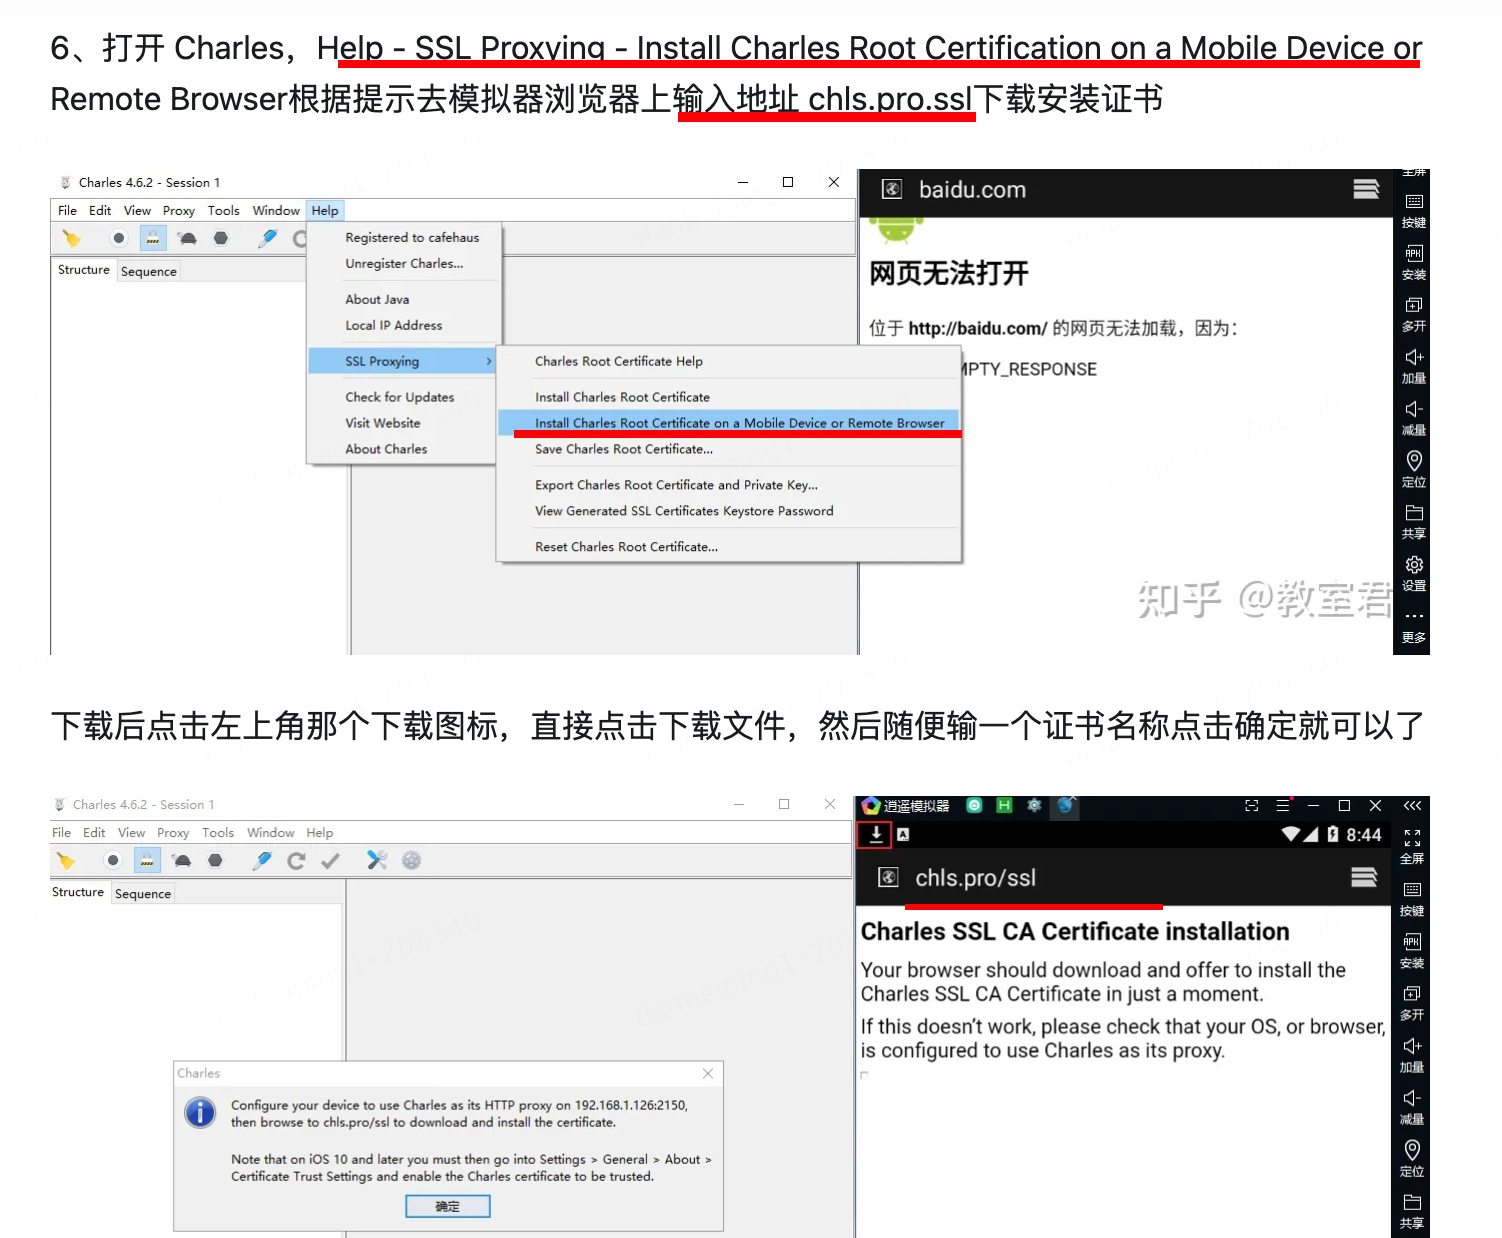 6、打开 Charles，Help - SSL Proxying - Install Charles Root Certification on a Mobile Device or
Remote Browser根据提示去模拟器浏览器上输入地址 chls.pro.ssl下载安装证书
Charles 4.6.2 - Session 1
File Edit View Proxy Tools Window Help
Structure Sequence
Registered to cafehaus
Unregister Charles...
About Java
Local IP Address
SSL Proxying
Check for Updates
Visit Website
About Charles
Charles Root Certificate Help
Install Charles Root Certificate
Install Charles Root Certificate on a Mobile Device or Remote Browser
Save Charles Root Certificate...
Export Charles Root Certificate and Private Key...
View Generated SSL Certificates Keystore Password
Reset Charles Root Certificate...
baidu.com
网页无法打开
位于 http://baidu.com/ 的网页无法加载，因为：
MPTY_RESPONSE
全屏
按键
安装
多开
加量
减量
定位
共享
设置
更多
知乎 @教室君
下载后点击左上角那个下载图标，直接点击下载文件，然后随便输一个证书名称点击确定就可以了
Charles 4.6.2 - Session 1
File Edit View Proxy Tools Window Help
Structure Sequence
Charles
Configure your device to use Charles as its HTTP proxy on 192.168.1.126:2150,
then browse to chls.pro/ssl to download and install the certificate.
Note that on iOS 10 and later you must then go into Settings > General > About >
Certificate Trust Settings and enable the Charles certificate to be trusted.
确定
逍遥模拟器
8:44
chls.pro/ssl
Charles SSL CA Certificate installation
Your browser should download and offer to install the
Charles SSL CA Certificate in just a moment.
If this doesn’t work, please check that your OS, or browser,
is configured to use Charles as its proxy.
全屏
按键
安装
多开
加量
减量
定位
共享